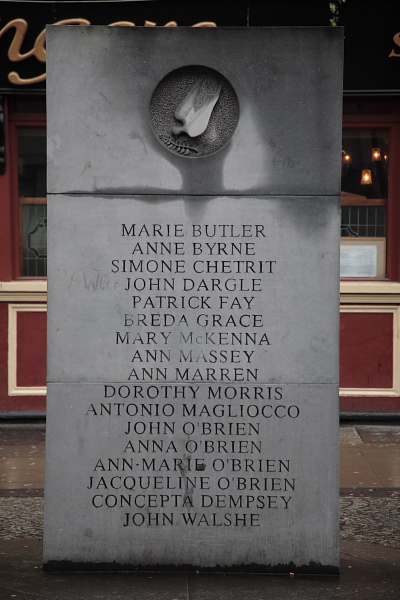 MARIE BUTLER
ANNE BYRNE
SIMONE CHETRIT
JOHN DARGLE
PATRICK FAY
BREDA GRACE
MARY McKENNA
ANN MASSEY
ANN MARREN
DOROTHY MORRIS
ANTONIO MAGLIOCCO
JOHN O'BRIEN
ANNA O'BRIEN
ANN-MARIE O'BRIEN
JACQUELINE O'BRIEN
CONCEPTA DEMPSEY
JOHN WALSHE